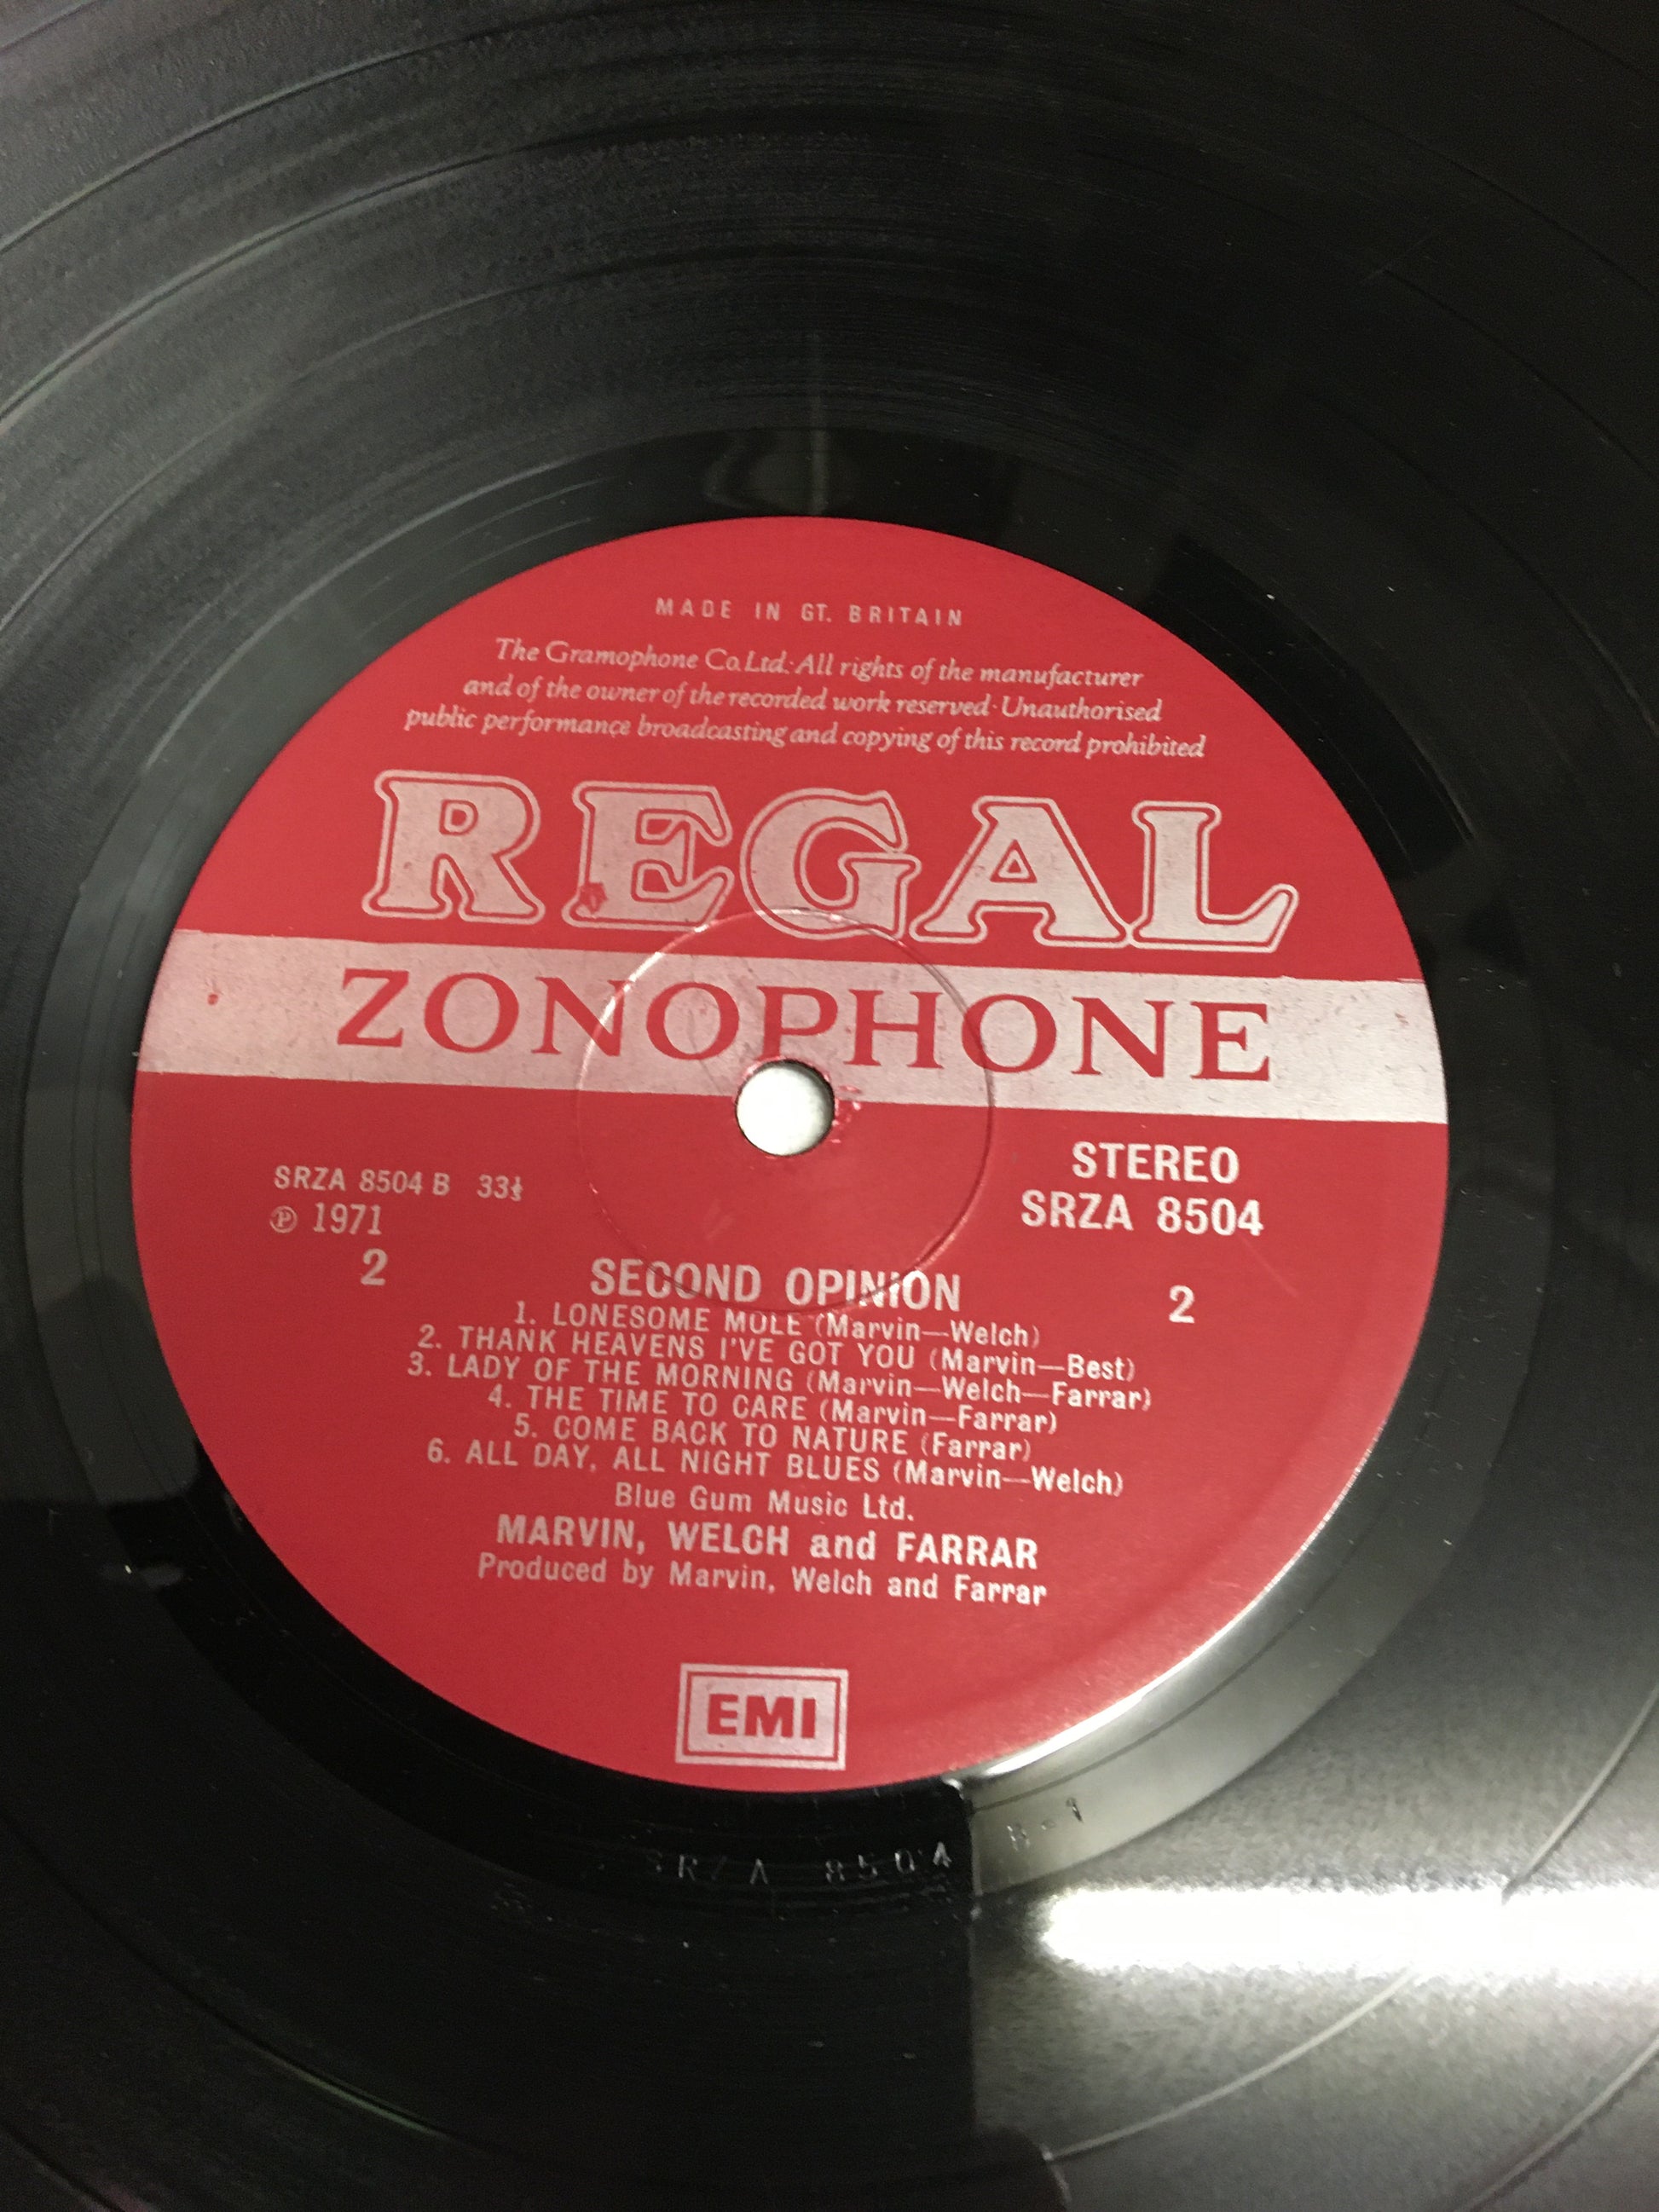 MADE IN GT. BRITAIN
The Gramophone Co. Ltd. · All rights of the manufacturer
and of the owner of the recorded work reserved · Unauthorised
public performance broadcasting and copying of this record prohibited
REGAL
ZONOPHONE
STEREO
SRZA 8504 B 33⅓
SRZA 8504
℗ 1971
2
2
SECOND OPINION
1. LONESOME MOLE (Marvin—Welch)
2. THANK HEAVENS I'VE GOT YOU (Marvin—Best)
3. LADY OF THE MORNING (Marvin—Welch—Farrar)
4. THE TIME TO CARE (Marvin—Farrar)
5. COME BACK TO NATURE (Farrar)
6. ALL DAY, ALL NIGHT BLUES (Marvin—Welch)
Blue Gum Music Ltd.
MARVIN, WELCH and FARRAR
Produced by Marvin, Welch and Farrar
EMI
SRZA 8504 B-1